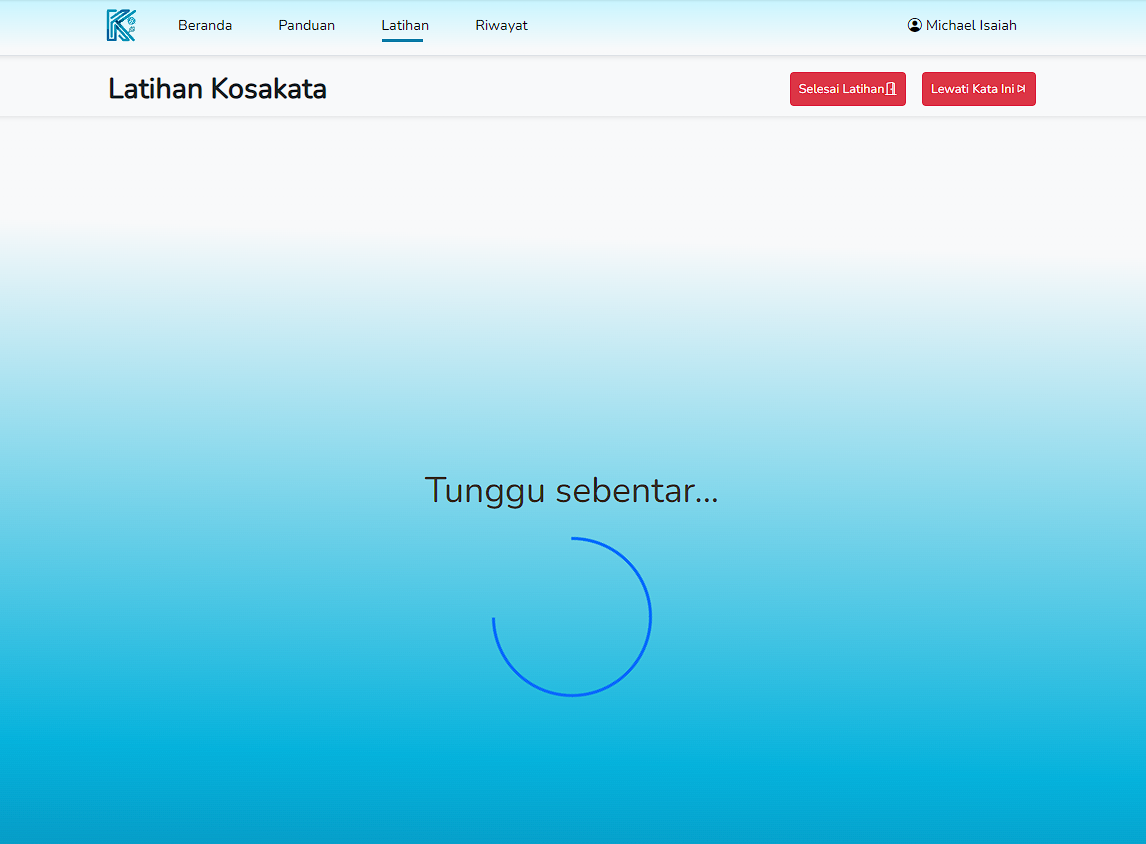 Beranda Panduan Latihan Riwayat Michael Isaiah
Latihan Kosakata Selesai Latihan Lewati Kata Ini
Tunggu sebentar...